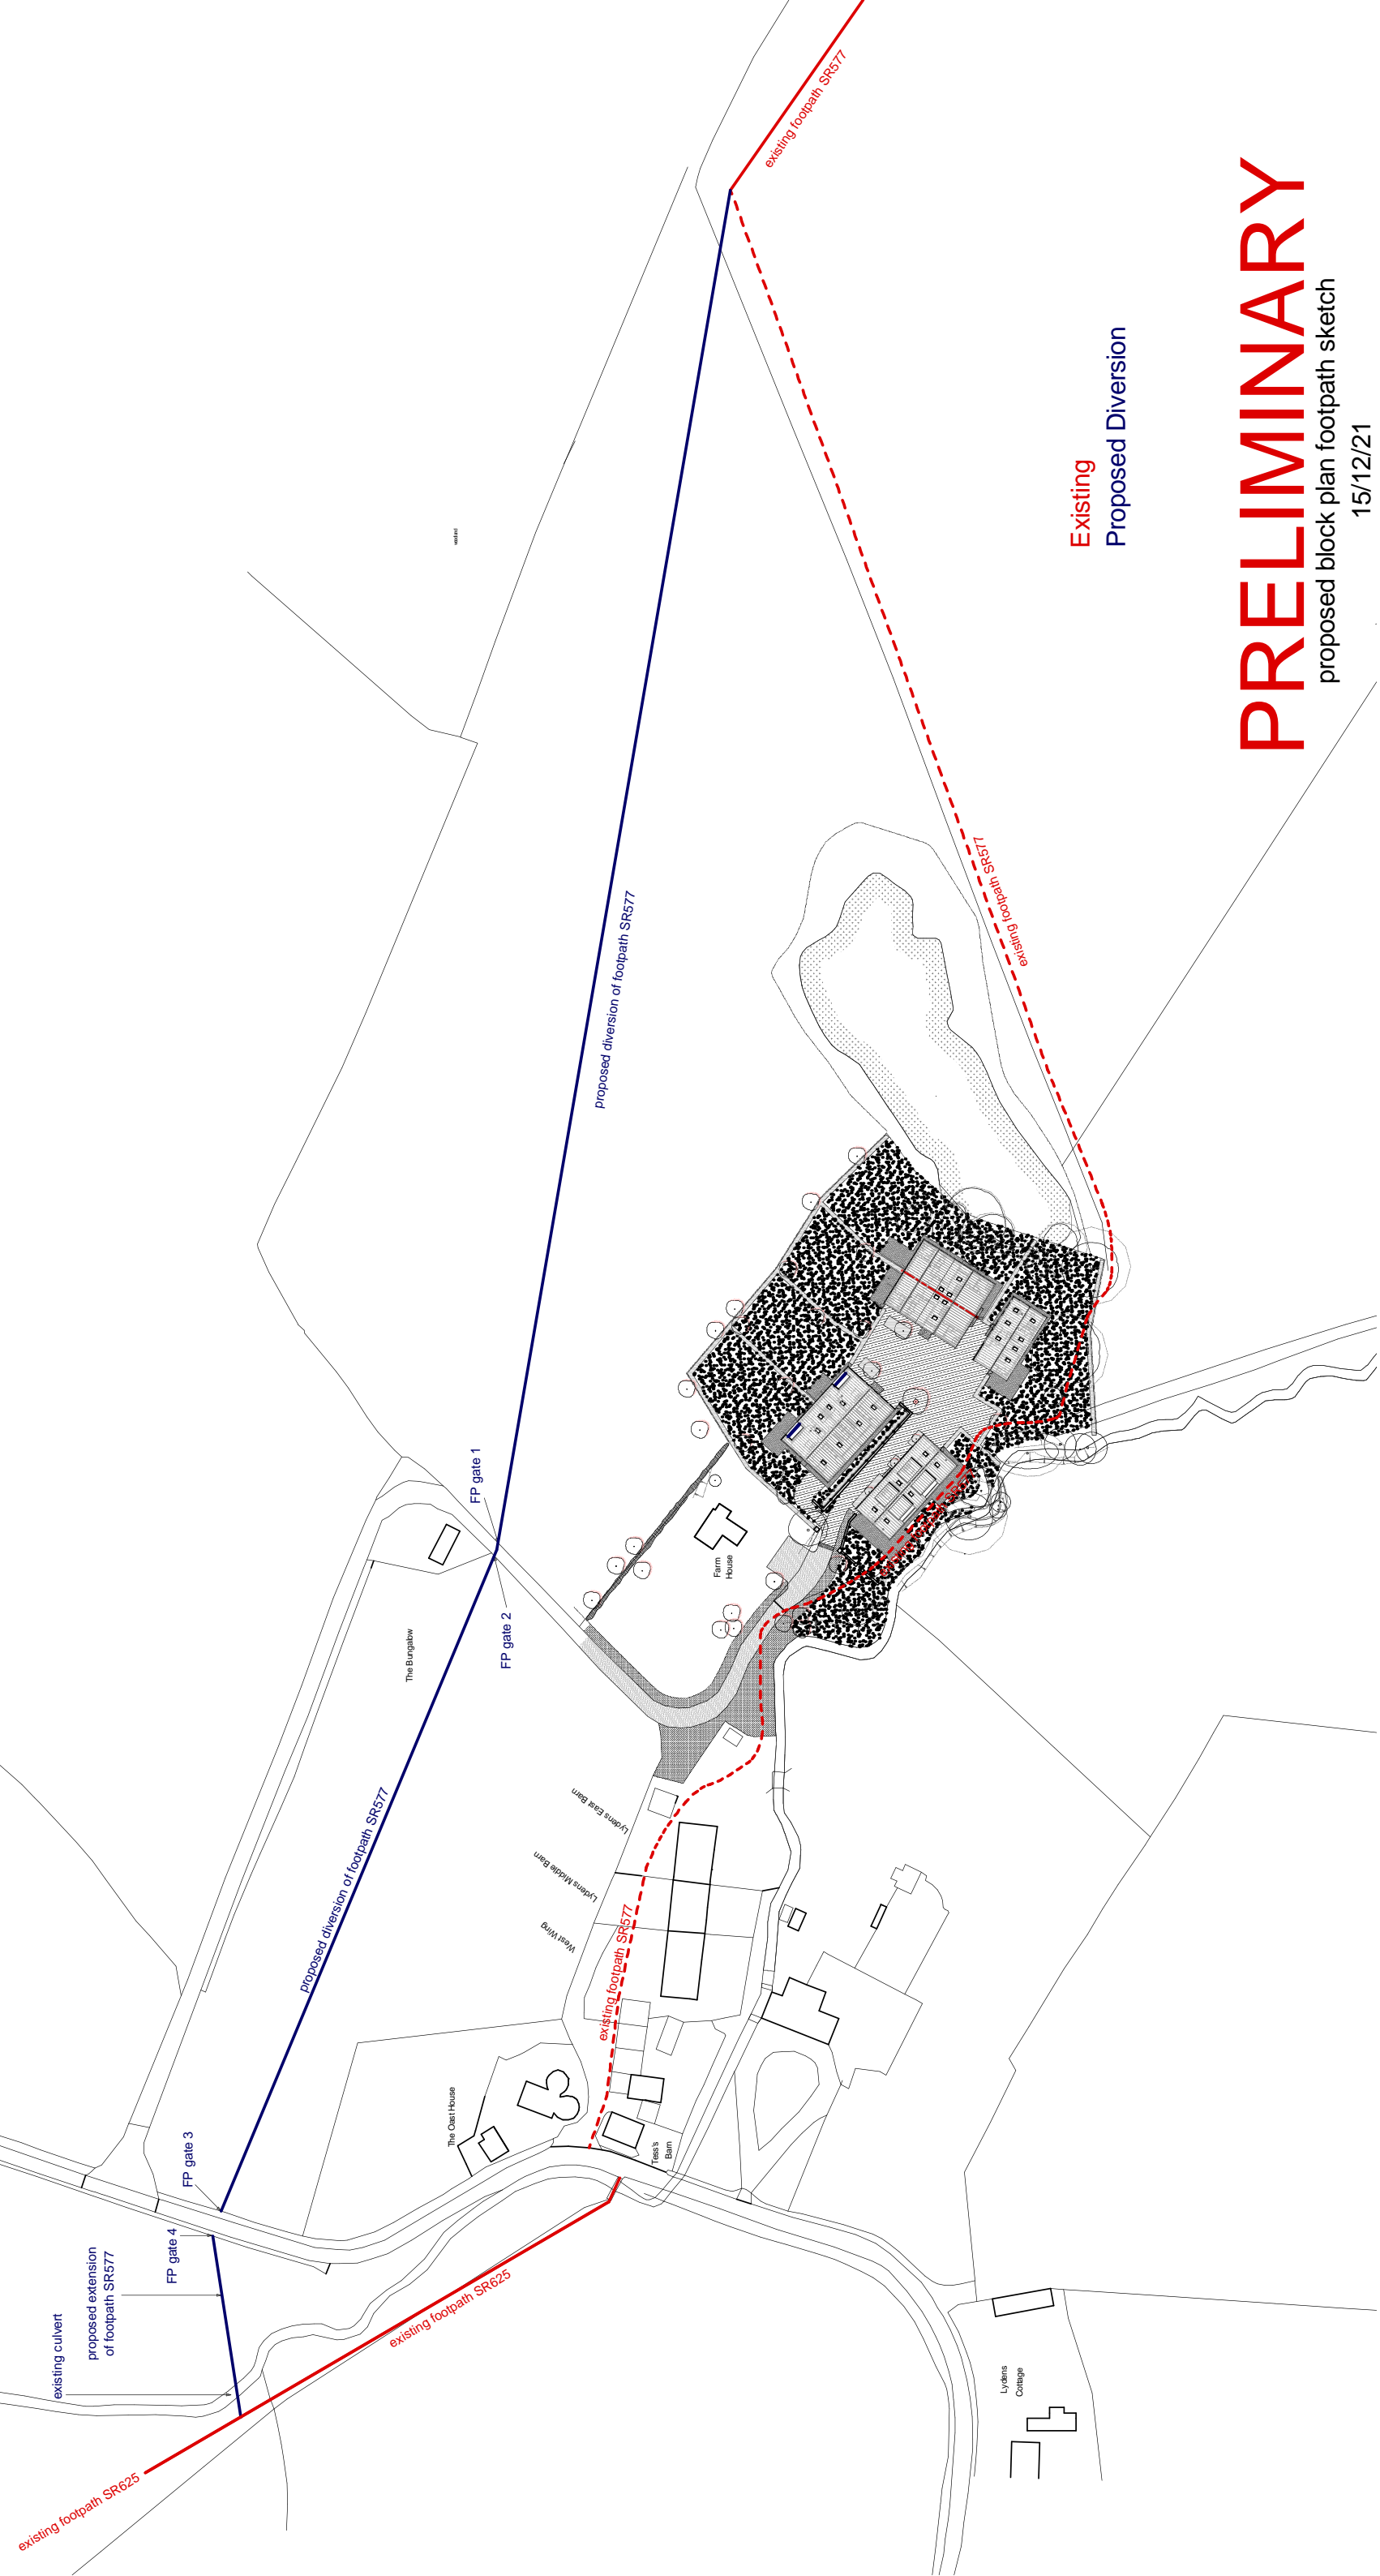 PRELIMINARY
proposed block plan footpath sketch
15/12/21
Existing
Proposed Diversion
existing footpath SR577
existing footpath SR577
proposed diversion of footpath SR577
FP gate 1
FP gate 2
The Bungalow
Farm
House
proposed diversion of footpath SR577
Lydens East Barn
Lydens Middle Barn
West Wing
existing footpath SR577
The Oast House
Tess's
Barn
FP gate 3
FP gate 4
proposed extension
of footpath SR577
existing culvert
existing footpath SR625
existing footpath SR625
Lydens
Cottage